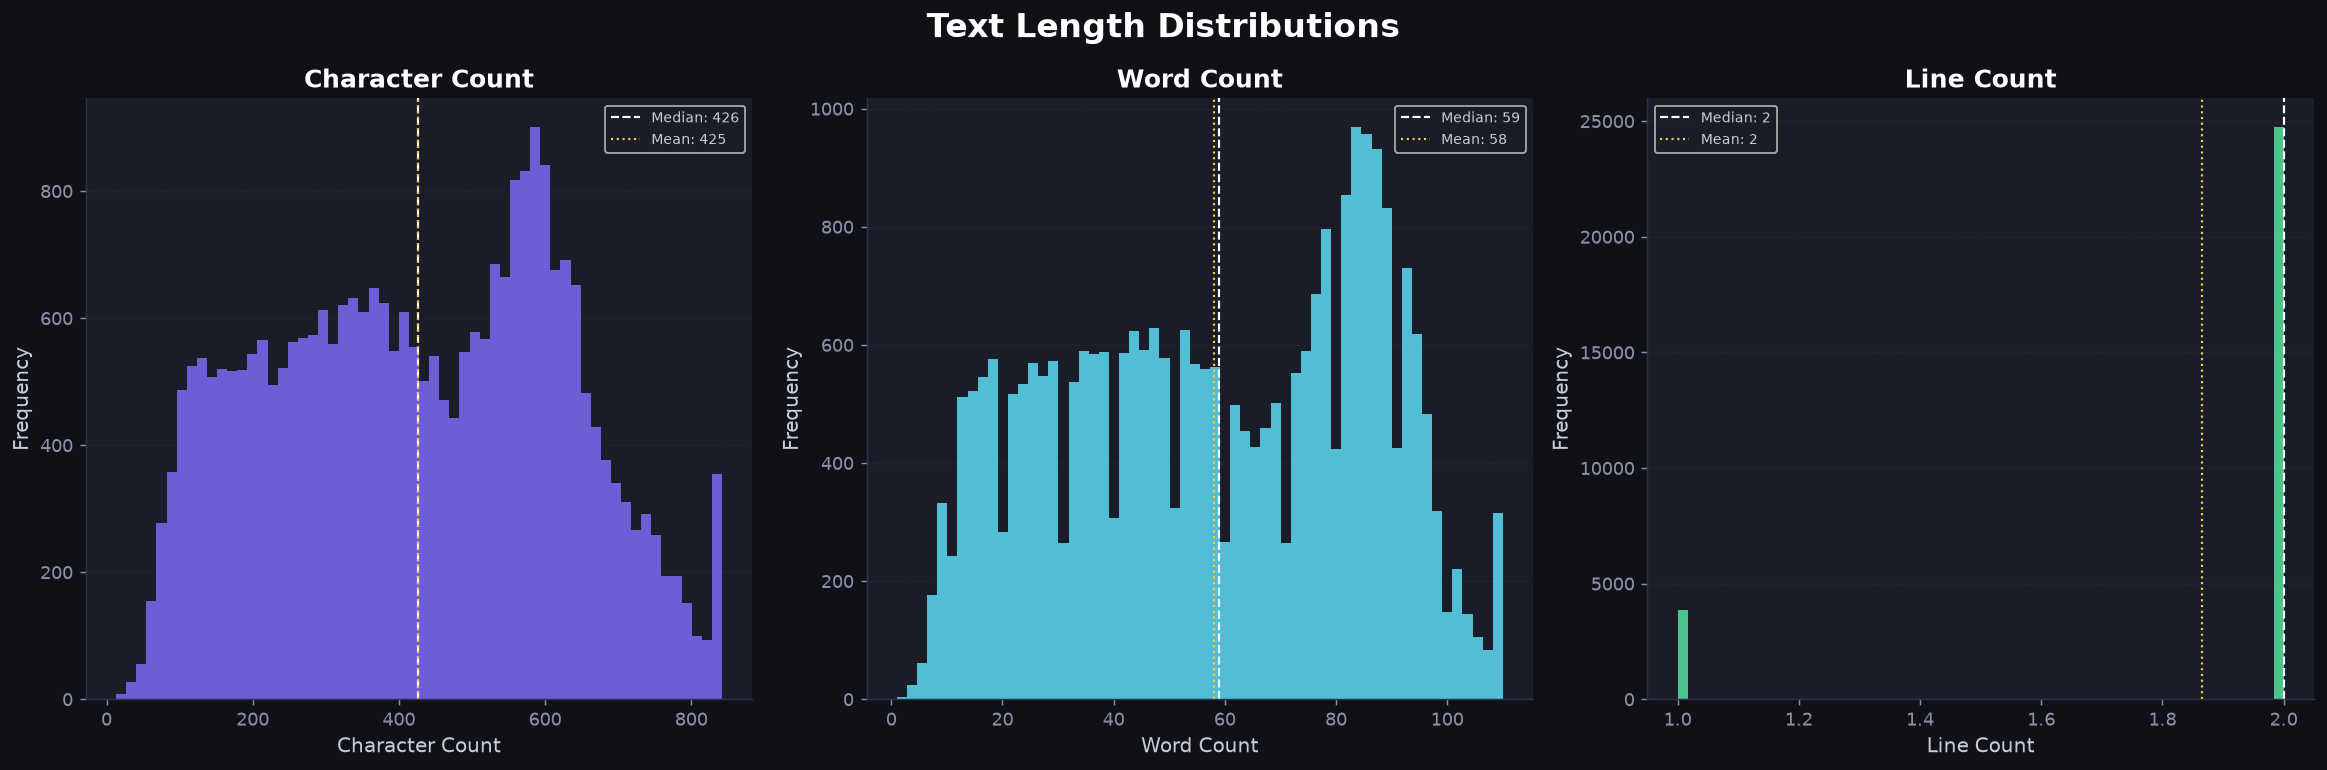 Text Length Distributions
Character Count
Median: 426
Mean: 425
Frequency
800
600
400
200
0
0 200 400 600 800
Character Count
Word Count
Median: 59
Mean: 58
Frequency
1000
800
600
400
200
0
0 20 40 60 80 100
Word Count
Line Count
Median: 2
Mean: 2
Frequency
25000
20000
15000
10000
5000
0
1.0 1.2 1.4 1.6 1.8 2.0
Line Count